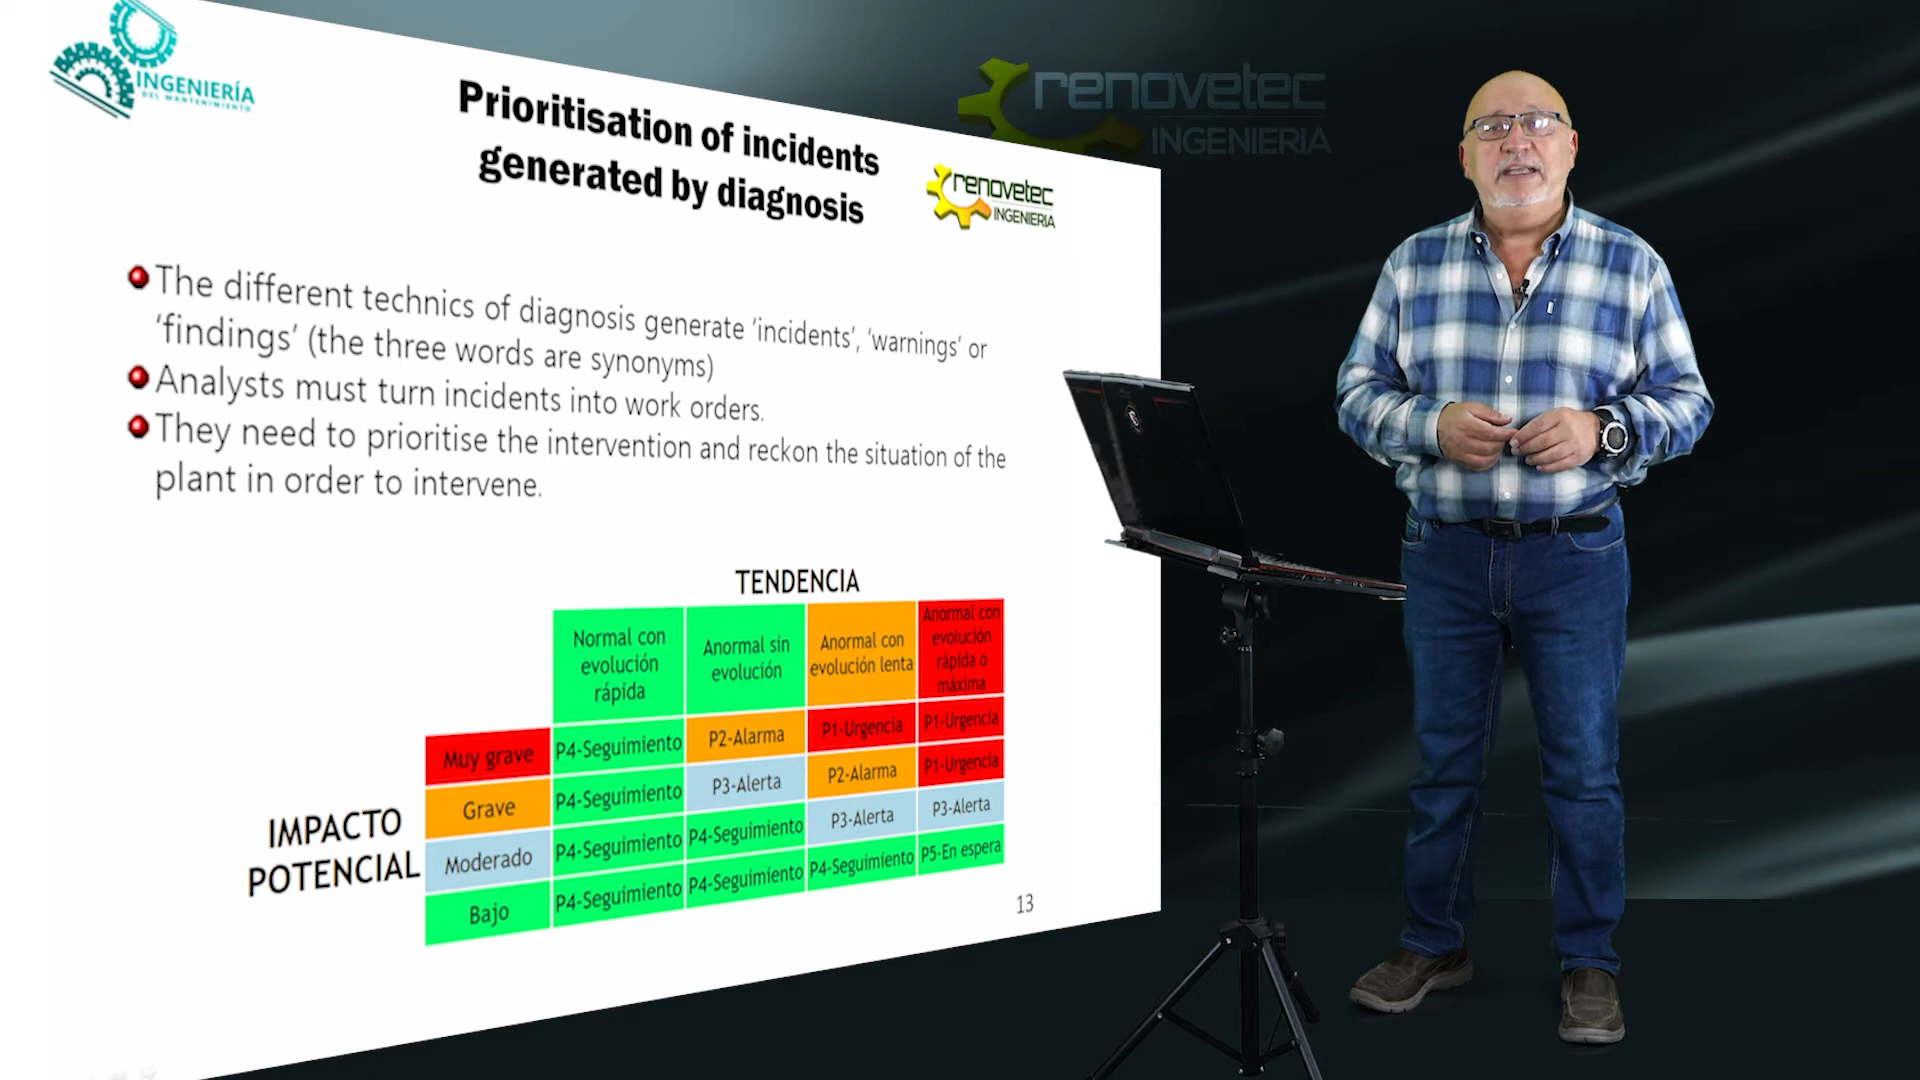 INGENIERÍA
DEL MANTENIMIENTO
Prioritisation of incidents
generated by diagnosis
renovetec
INGENIERIA
renovetec
INGENIERIA
The different technics of diagnosis generate ‘incidents’, ‘warnings’ or
‘findings’ (the three words are synonyms)
Analysts must turn incidents into work orders.
They need to prioritise the intervention and reckon the situation of the
plant in order to intervene.
TENDENCIA
Normal con
evolución
rápida
Anormal sin
evolución
Anormal con
evolución lenta
Anormal con
evolución
rápida o
máxima
IMPACTO
POTENCIAL
Muy grave
P4-Seguimiento
P2-Alarma
P1-Urgencia
P1-Urgencia
Grave
P4-Seguimiento
P3-Alerta
P2-Alarma
P1-Urgencia
Moderado
P4-Seguimiento
P4-Seguimiento
P3-Alerta
P3-Alerta
Bajo
P4-Seguimiento
P4-Seguimiento
P4-Seguimiento
P5-En espera
13